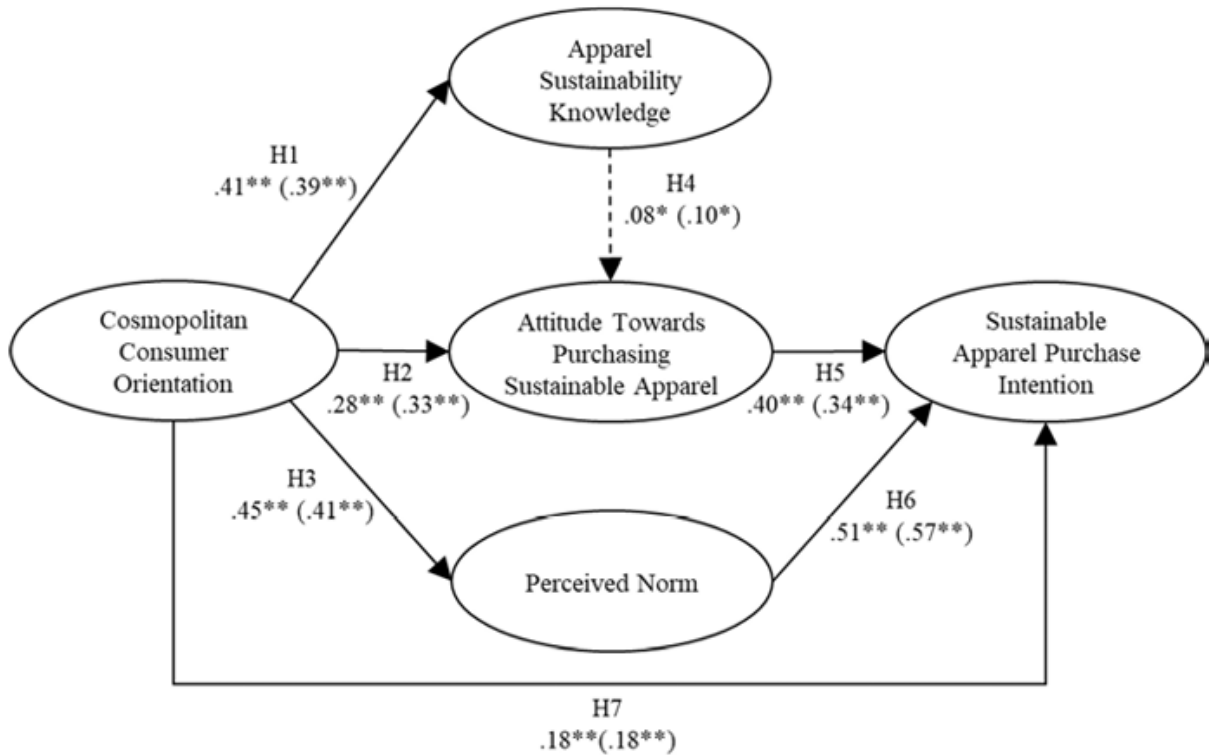 Apparel
Sustainability
Knowledge
H1
.41** (.39**)
H4
.08* (.10*)
Cosmopolitan
Consumer
Orientation
Attitude Towards
Purchasing
Sustainable Apparel
Sustainable
Apparel Purchase
Intention
H2
.28** (.33**)
H5
.40** (.34**)
H3
.45** (.41**)
H6
.51** (.57**)
Perceived Norm
H7
.18**(.18**)